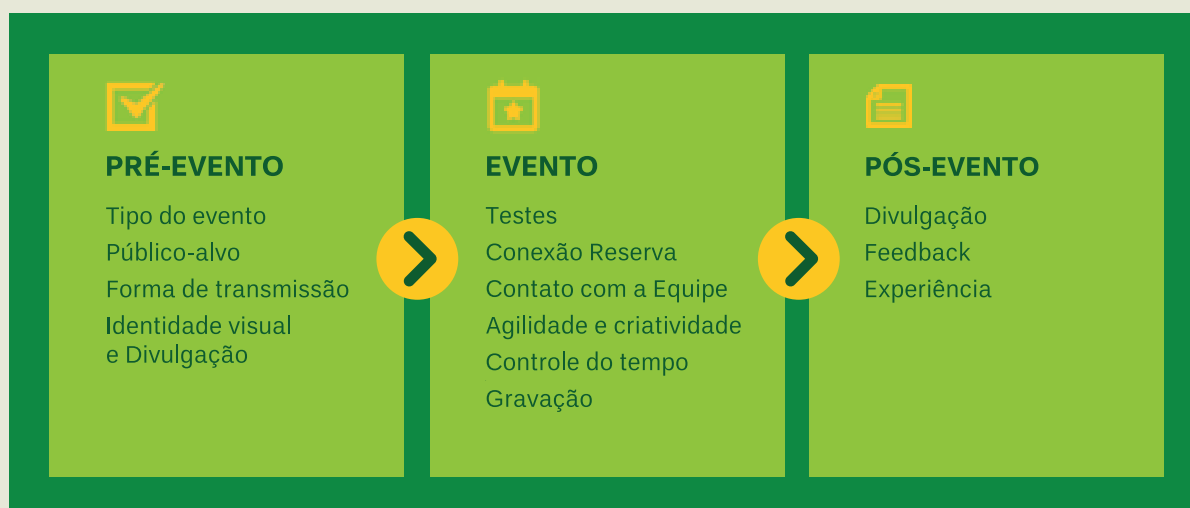 PRÉ-EVENTO
Tipo do evento
Público-alvo
Forma de transmissão
Identidade visual
e Divulgação
EVENTO
Testes
Conexão Reserva
Contato com a Equipe
Agilidade e criatividade
Controle do tempo
Gravação
PÓS-EVENTO
Divulgação
Feedback
Experiência